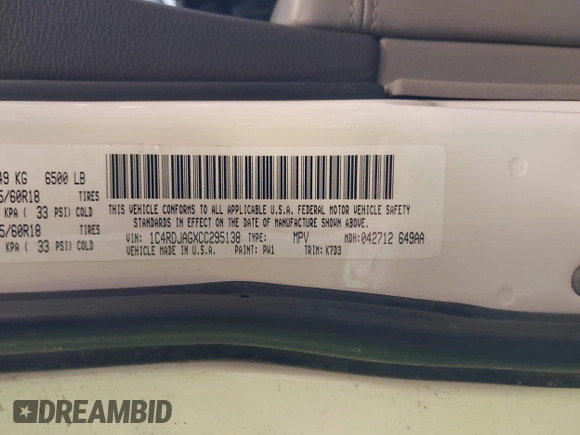 49 KG 6500 LB
5/60R18 TIRES
KPA ( 33 PSI) COLD
5/60R18 TIRES
KPA ( 33 PSI) COLD
THIS VEHICLE CONFORMS TO ALL APPLICABLE U.S.A. FEDERAL MOTOR VEHICLE SAFETY
STANDARDS IN EFFECT ON THE DATE OF MANUFACTURE SHOWN ABOVE.
VIN: 1C4RDJAGXCC295138 TYPE: MPV MDH: 042712 649AA
VEHICLE MADE IN U.S.A. PAINT: PW1 TRIM: K7D3
DREAMBID